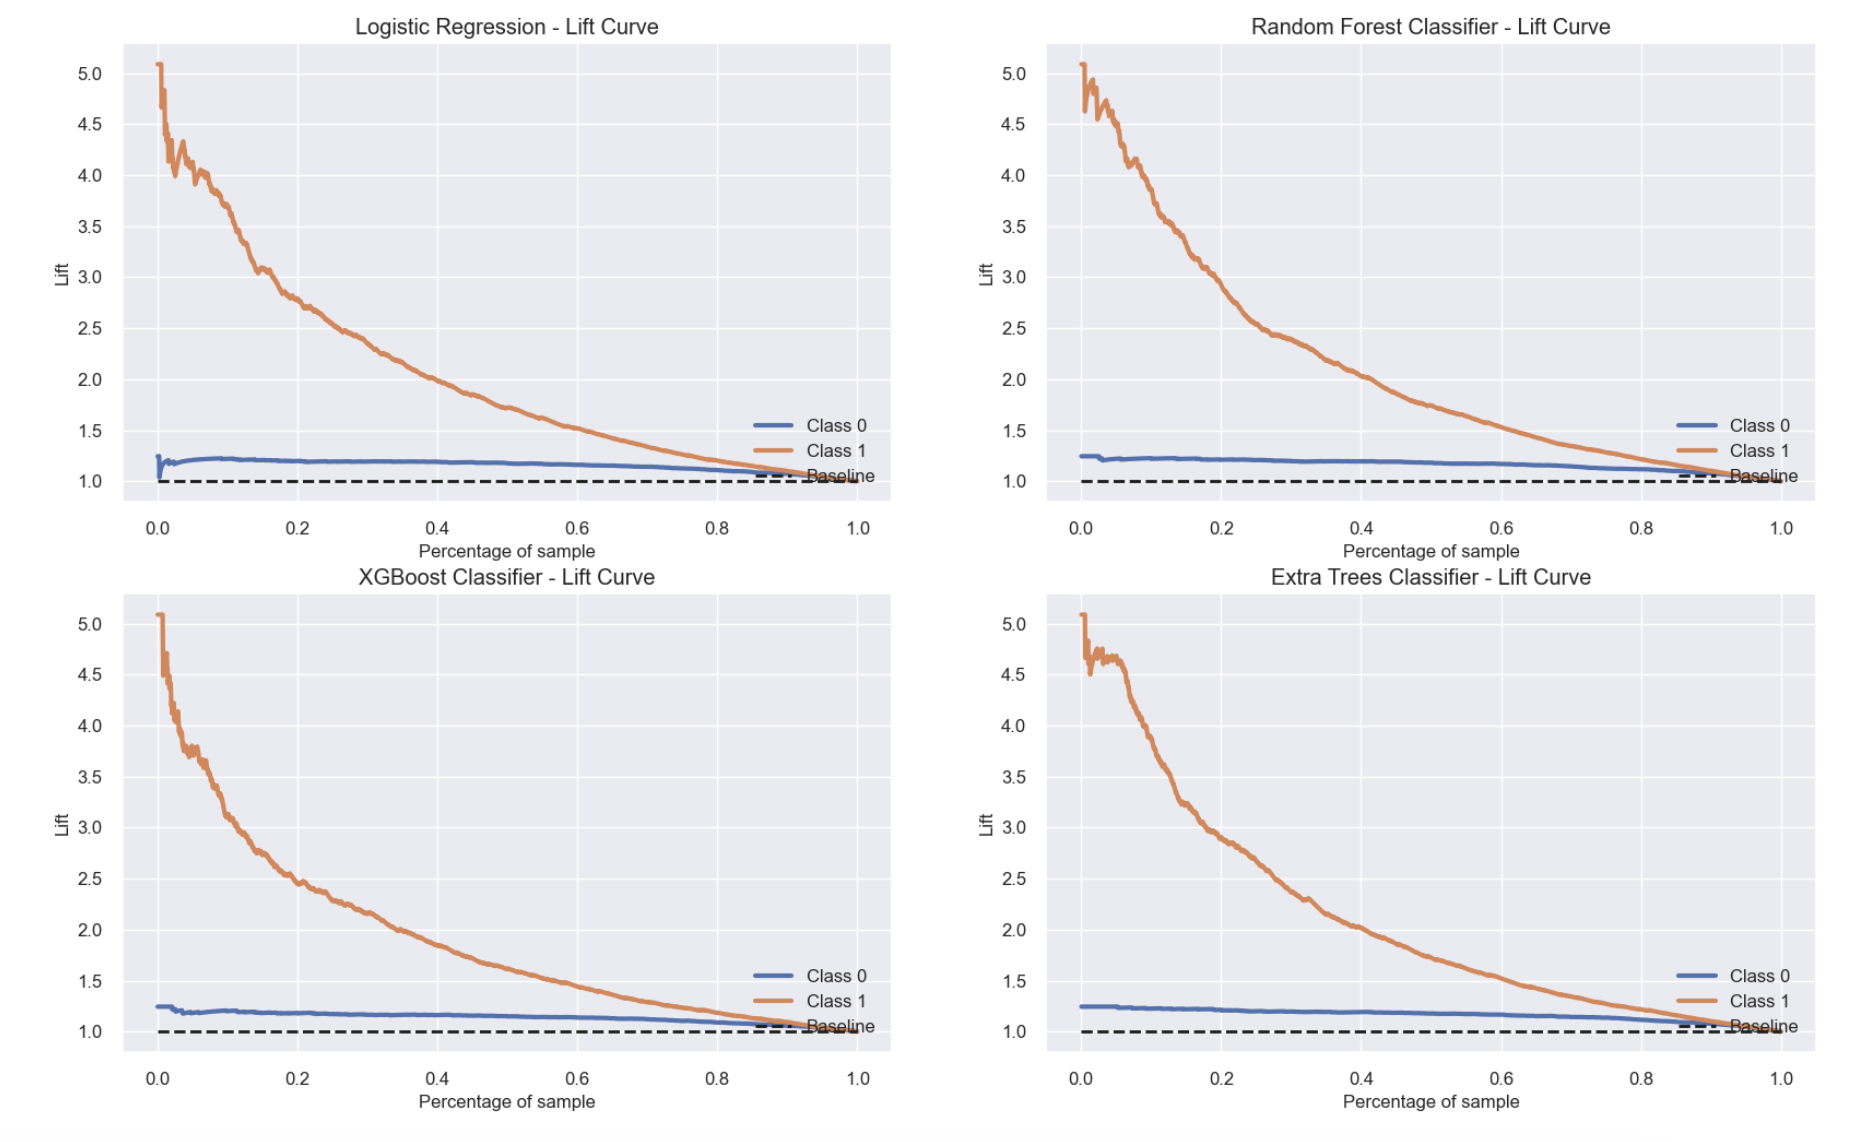 Logistic Regression - Lift Curve
5.0
4.5
4.0
3.5
3.0
2.5
2.0
1.5
1.0
Lift
Class 0
Class 1
Baseline
0.0 0.2 0.4 0.6 0.8 1.0
Percentage of sample
Random Forest Classifier - Lift Curve
5.0
4.5
4.0
3.5
3.0
2.5
2.0
1.5
1.0
Lift
Class 0
Class 1
Baseline
0.0 0.2 0.4 0.6 0.8 1.0
Percentage of sample
XGBoost Classifier - Lift Curve
5.0
4.5
4.0
3.5
3.0
2.5
2.0
1.5
1.0
Lift
Class 0
Class 1
Baseline
0.0 0.2 0.4 0.6 0.8 1.0
Percentage of sample
Extra Trees Classifier - Lift Curve
5.0
4.5
4.0
3.5
3.0
2.5
2.0
1.5
1.0
Lift
Class 0
Class 1
Baseline
0.0 0.2 0.4 0.6 0.8 1.0
Percentage of sample